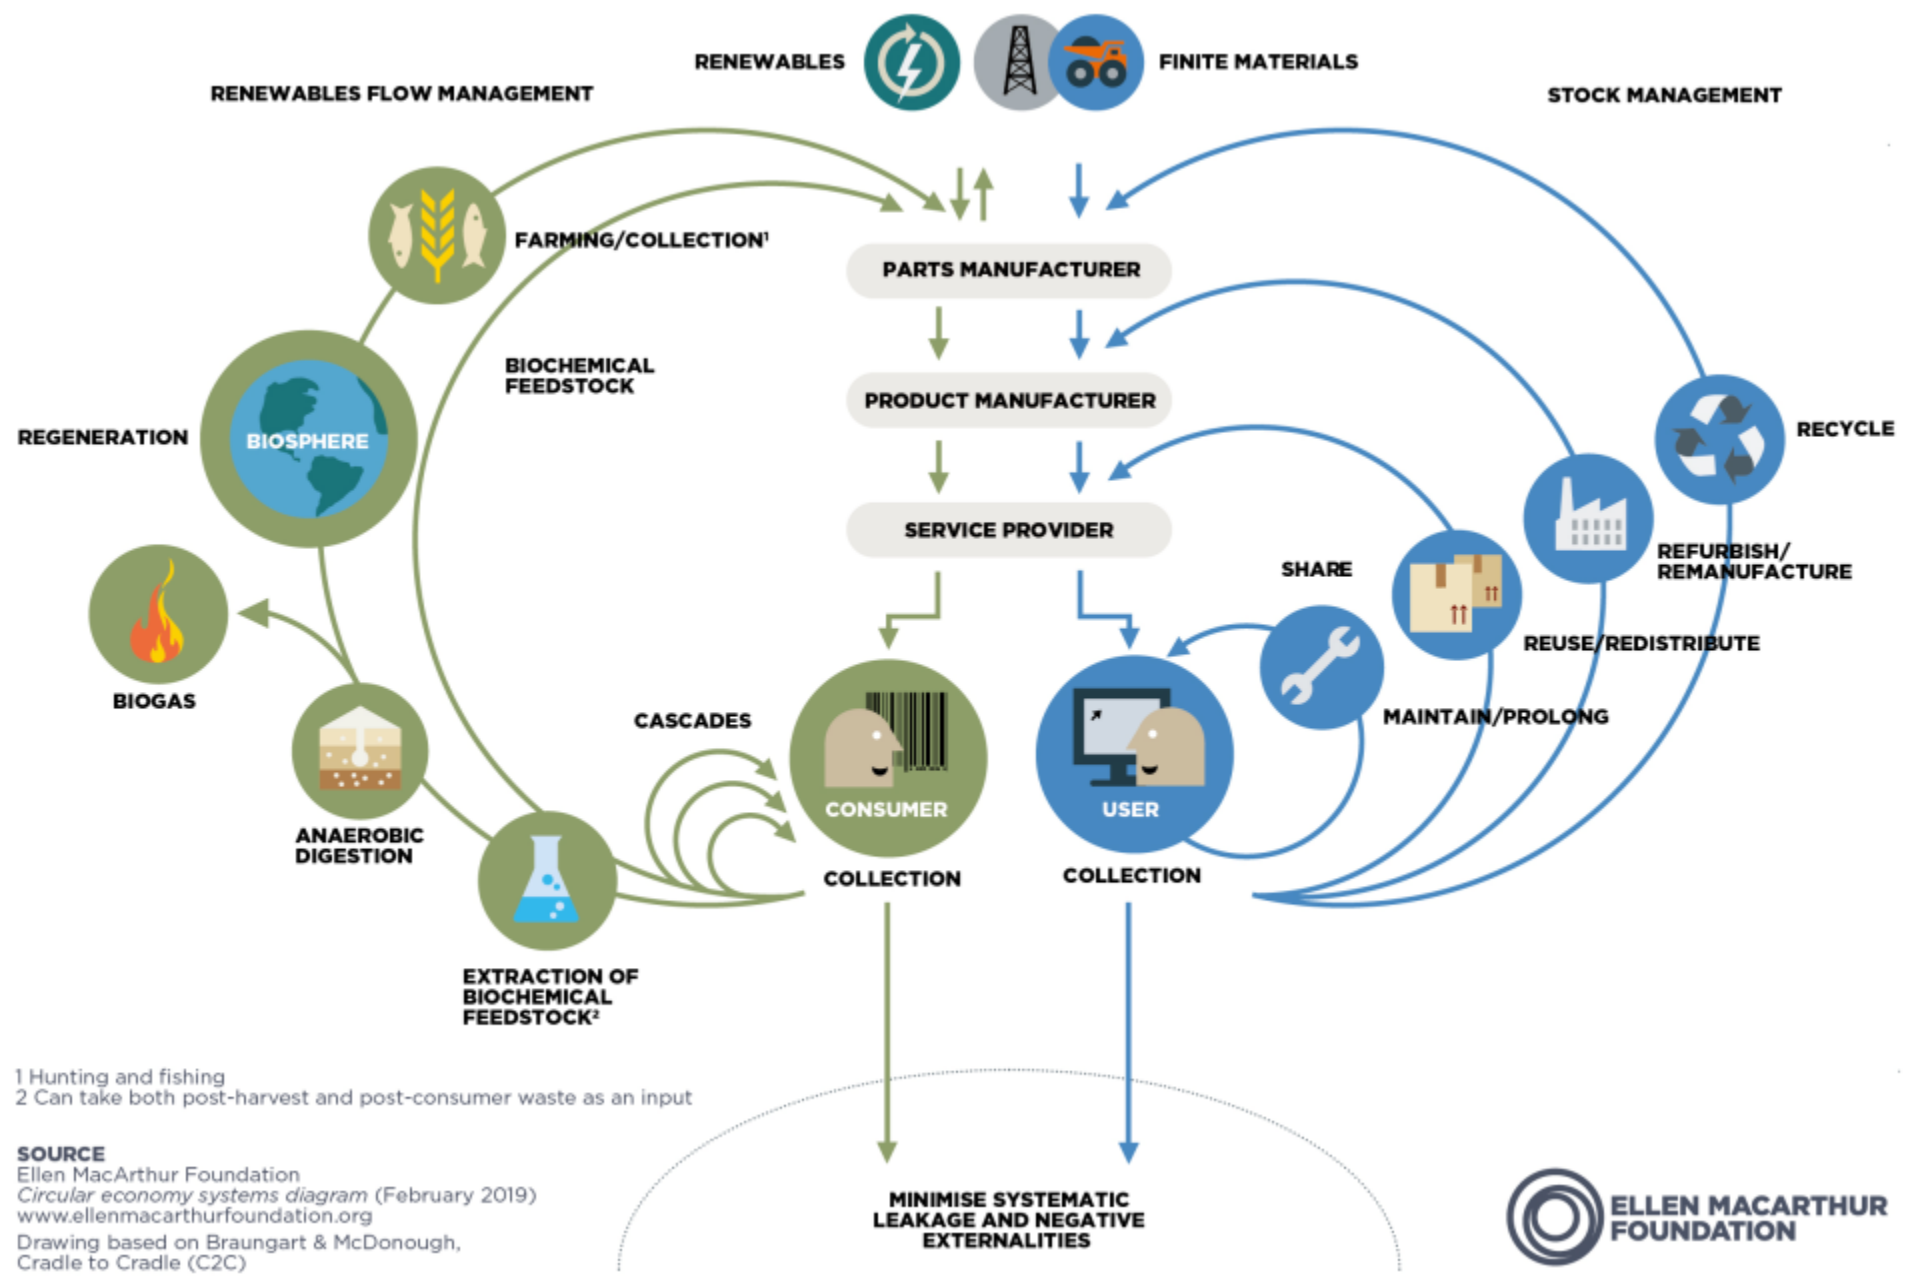 RENEWABLES
FINITE MATERIALS
RENEWABLES FLOW MANAGEMENT
STOCK MANAGEMENT
FARMING/COLLECTION¹
PARTS MANUFACTURER
BIOCHEMICAL
FEEDSTOCK
PRODUCT MANUFACTURER
REGENERATION
BIOSPHERE
RECYCLE
SERVICE PROVIDER
SHARE
REFURBISH/
REMANUFACTURE
REUSE/REDISTRIBUTE
BIOGAS
CASCADES
MAINTAIN/PROLONG
CONSUMER
USER
ANAEROBIC
DIGESTION
COLLECTION
COLLECTION
EXTRACTION OF
BIOCHEMICAL
FEEDSTOCK²
1 Hunting and fishing
2 Can take both post-harvest and post-consumer waste as an input
SOURCE
Ellen MacArthur Foundation
Circular economy systems diagram (February 2019)
www.ellenmacarthurfoundation.org
Drawing based on Braungart & McDonough,
Cradle to Cradle (C2C)
MINIMISE SYSTEMATIC
LEAKAGE AND NEGATIVE
EXTERNALITIES
ELLEN MACARTHUR
FOUNDATION